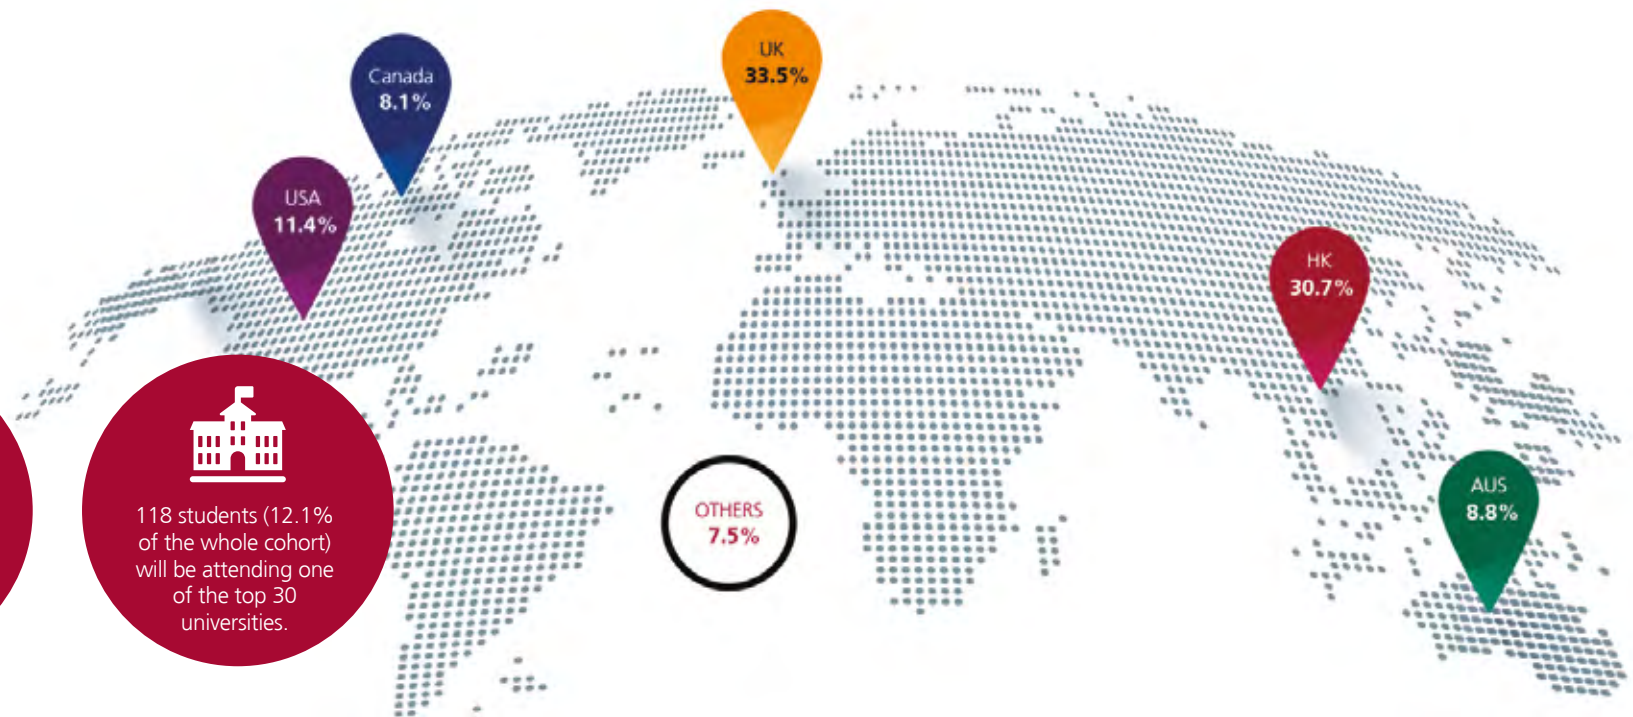 UK
33.5%
Canada
8.1%
USA
11.4%
HK
30.7%
AUS
8.8%
OTHERS
7.5%
118 students (12.1%
of the whole cohort)
will be attending one
of the top 30
universities.